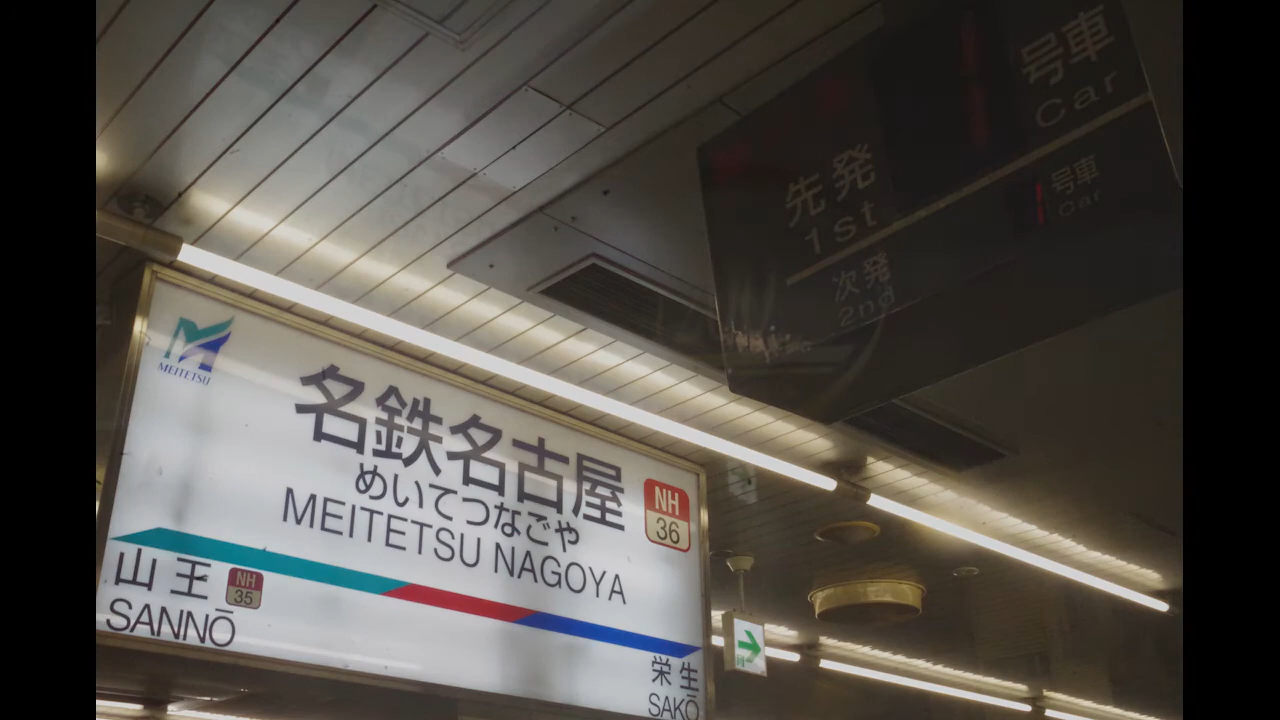 号車
Car
先発
1st
1号車
Car
次発
2nd
MEITETSU
名鉄名古屋
めいてつなごや
MEITETSU NAGOYA
NH
36
山王
NH
35
SANNŌ
栄生
SAKŌ